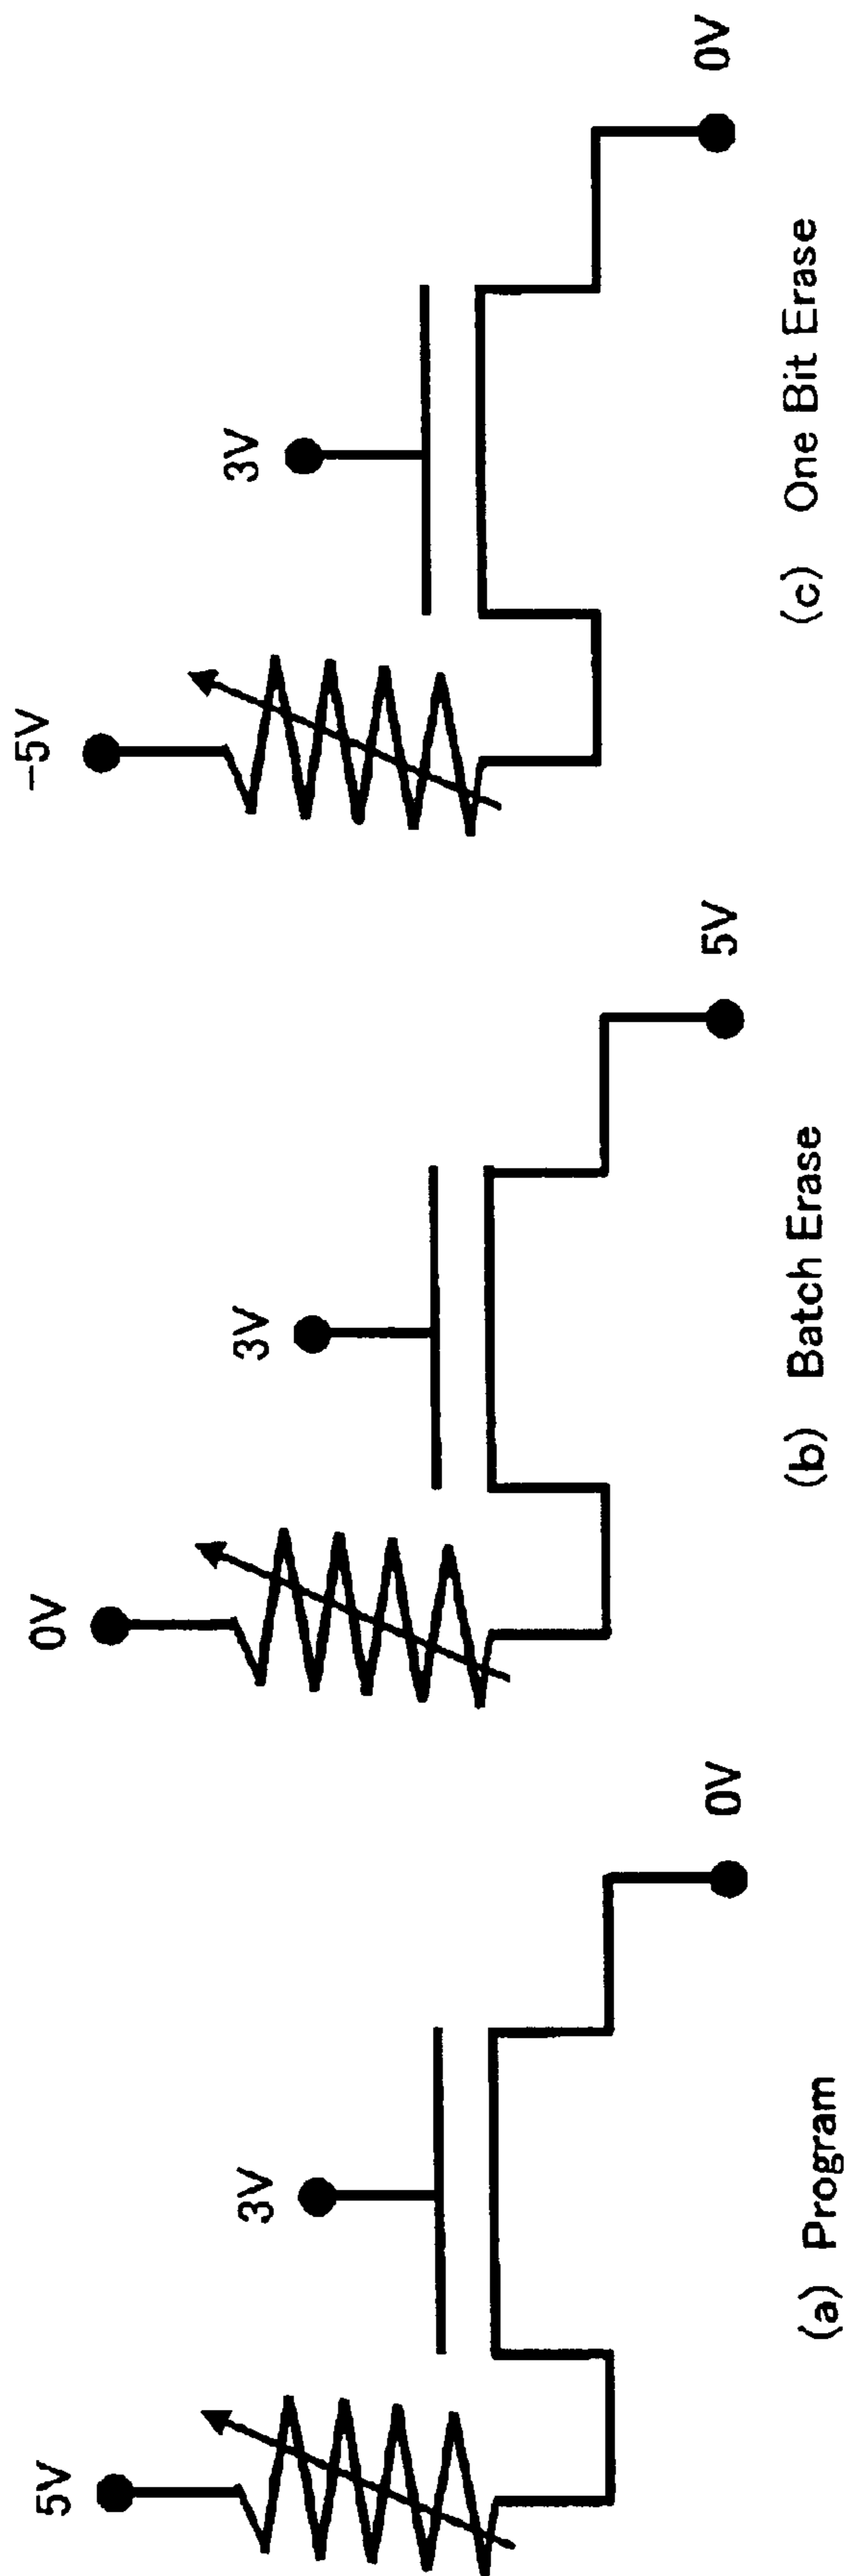 5V
3V
0V
(a) Program
0V
3V
5V
(b) Batch Erase
-5V
3V
0V
(c) One Bit Erase